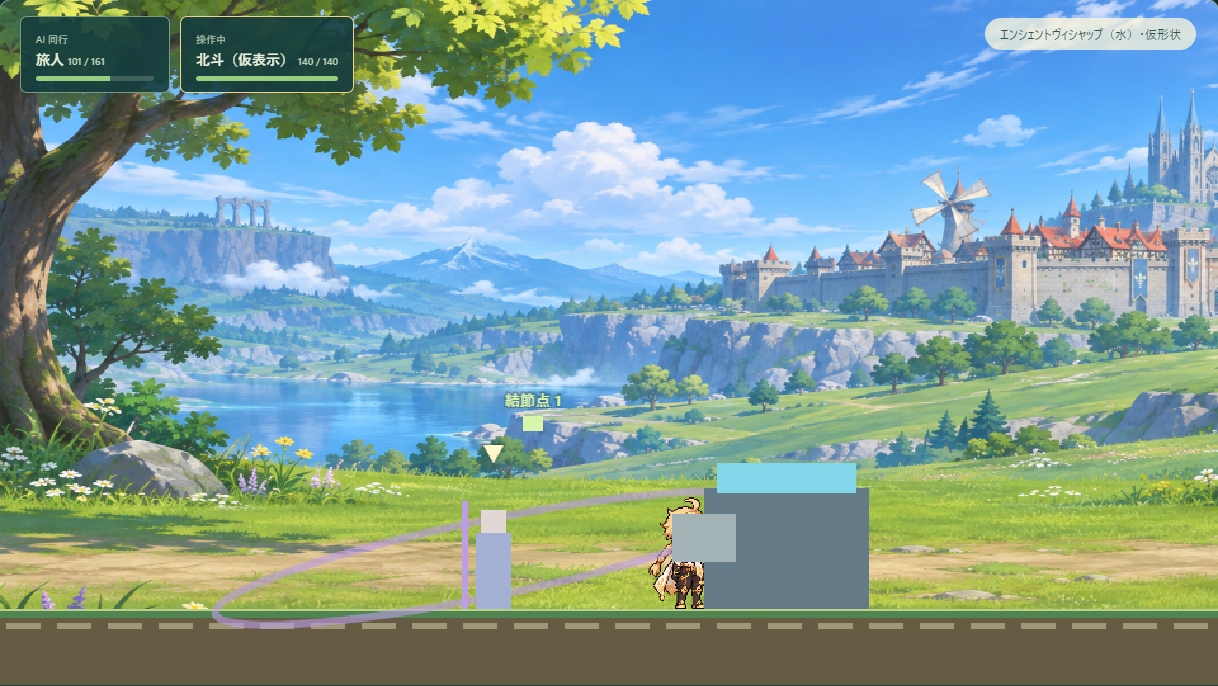 AI 同行
旅人 101 / 161
操作中
北斗（仮表示） 140 / 140
エンシェントヴィシャップ（水）・仮形状
結節点 1